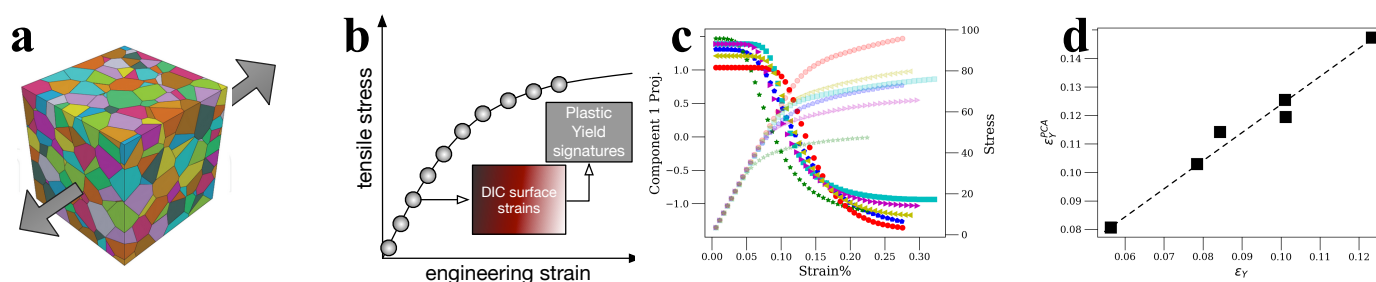 a
b
tensile stress
engineering strain
DIC surface
strains
Plastic
Yield
signatures
c
Component 1 Proj.
1.0
0.5
0.0
−0.5
−1.0
0.00 0.05 0.10 0.15 0.20 0.25 0.30
Strain%
100
80
60
40
20
0
Stress
d
ε_Y^PCA
0.14
0.13
0.12
0.11
0.10
0.09
0.08
0.06 0.07 0.08 0.09 0.10 0.11 0.12
ε_Y